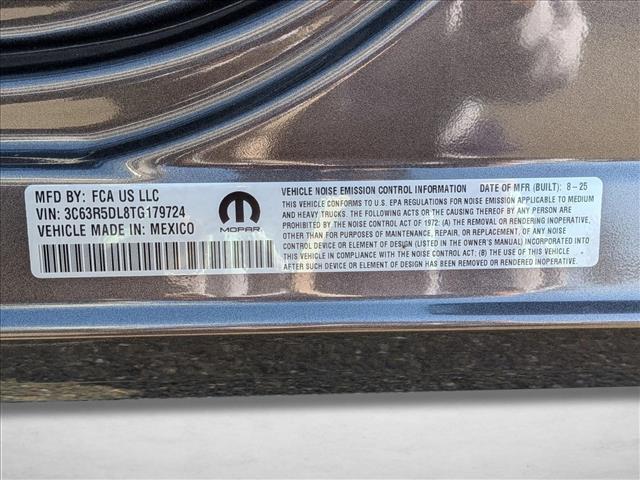 MFD BY: FCA US LLC
VIN: 3C63R5DL8TG179724
VEHICLE MADE IN: MEXICO
MOPAR
VEHICLE NOISE EMISSION CONTROL INFORMATION DATE OF MFR (BUILT): 8-25
THIS VEHICLE CONFORMS TO U.S. EPA REGULATIONS FOR NOISE EMISSION APPLICABLE TO MEDIUM
AND HEAVY TRUCKS. THE FOLLOWING ACTS OR THE CAUSING THEREOF BY ANY PERSON
ARE PROHIBITED BY THE NOISE CONTROL ACT OF 1972: (A) THE REMOVAL OR RENDERING INOPERATIVE,
OTHER THAN FOR PURPOSES OF MAINTENANCE, REPAIR, OR REPLACEMENT, OF ANY NOISE
CONTROL DEVICE OR ELEMENT OF DESIGN (LISTED IN THE OWNER'S MANUAL) INCORPORATED INTO
THIS VEHICLE IN COMPLIANCE WITH THE NOISE CONTROL ACT; (B) THE USE OF THIS VEHICLE
AFTER SUCH DEVICE OR ELEMENT OF DESIGN HAS BEEN REMOVED OR RENDERED INOPERATIVE.